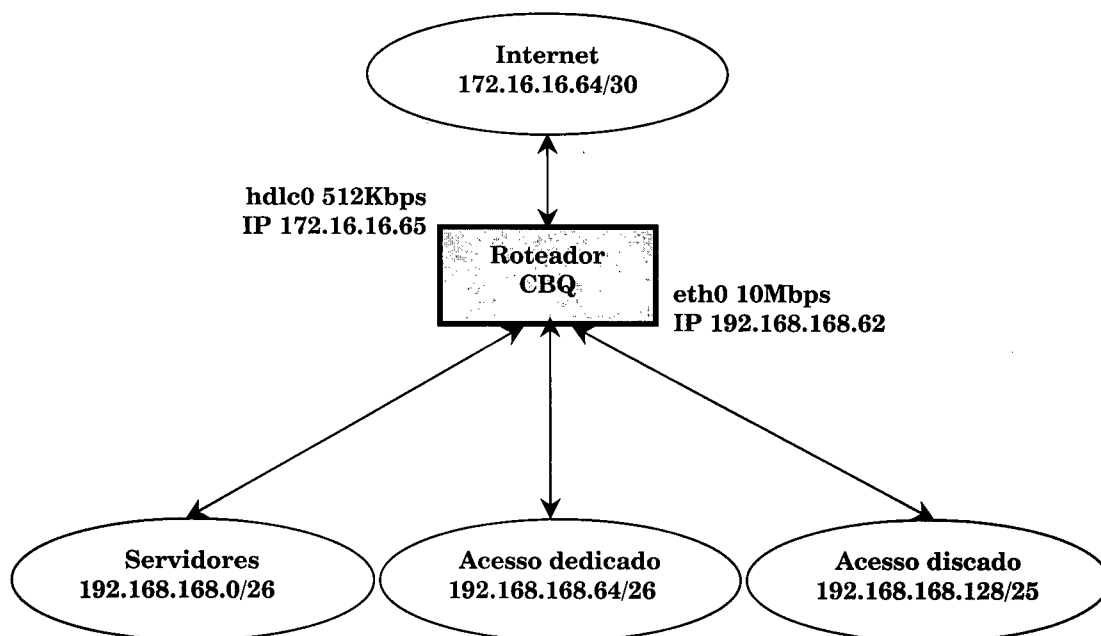 Internet
172.16.16.64/30
hdlc0 512Kbps
IP 172.16.16.65
Roteador
CBQ
eth0 10Mbps
IP 192.168.168.62
Servidores
192.168.168.0/26
Acesso dedicado
192.168.168.64/26
Acesso discado
192.168.168.128/25